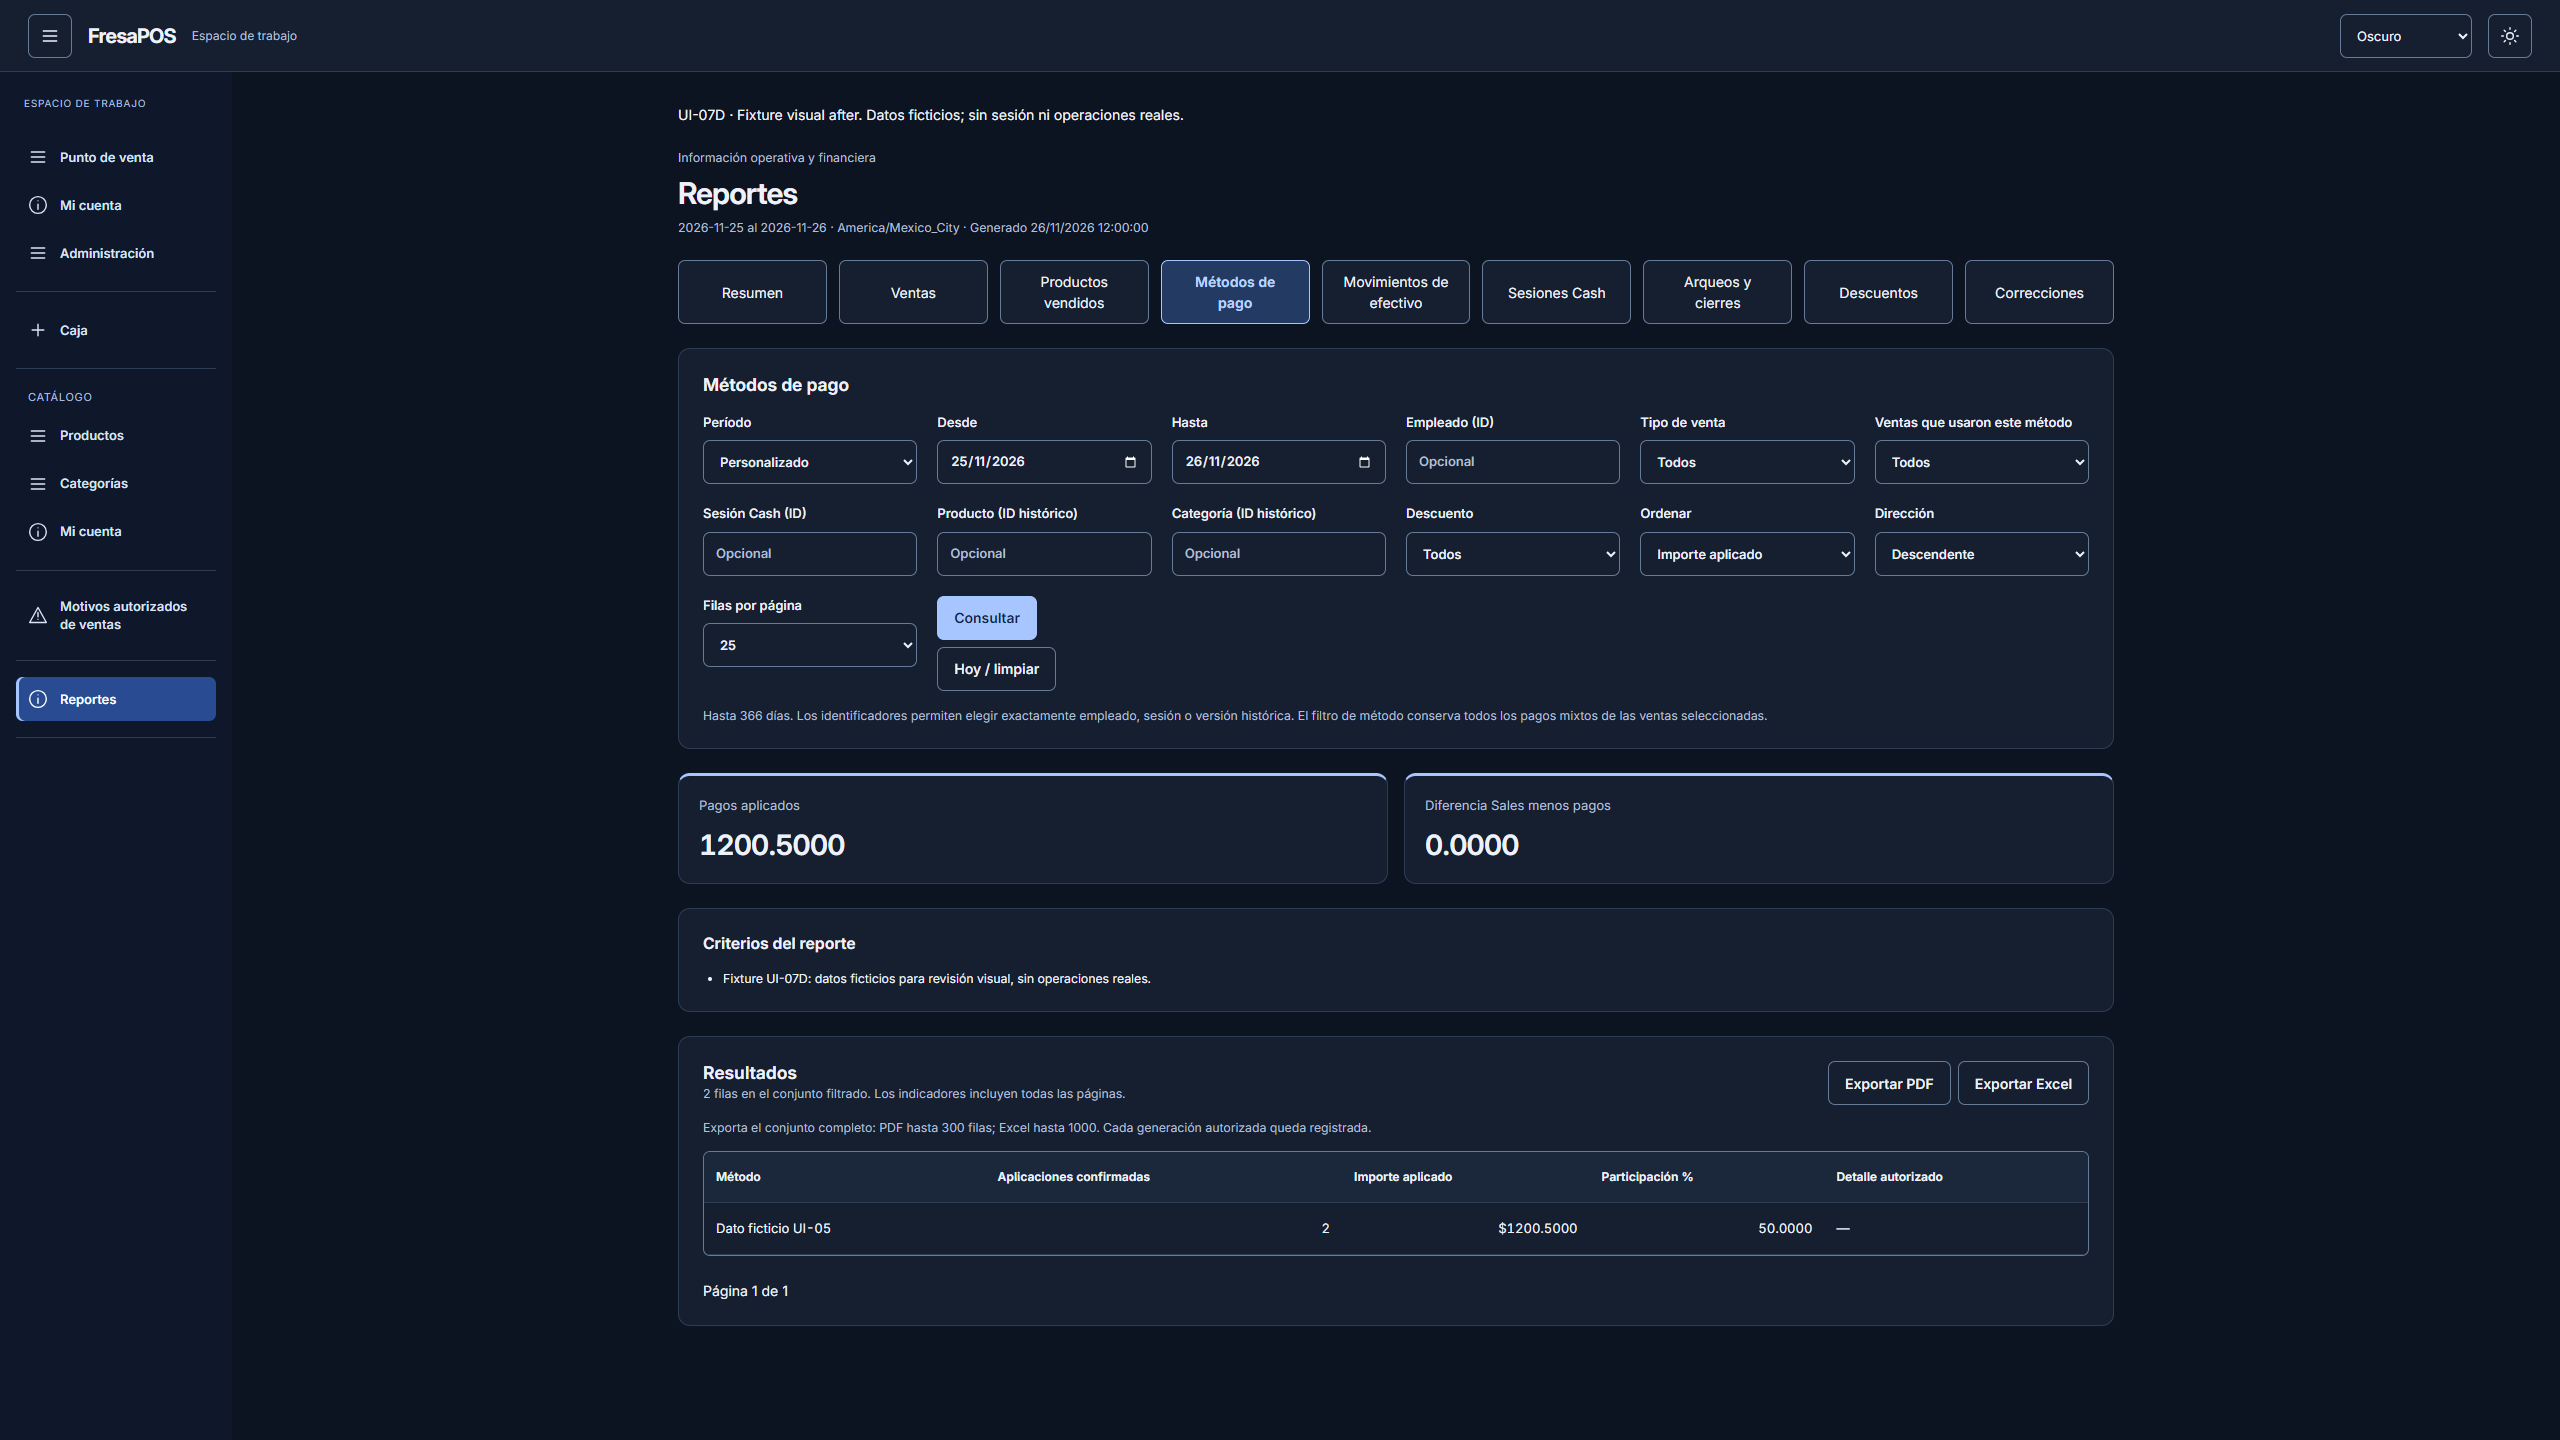 FresaPOS
Espacio de trabajo
Oscuro
ESPACIO DE TRABAJO
Punto de venta
Mi cuenta
Administración
Caja
CATÁLOGO
Productos
Categorías
Mi cuenta
Motivos autorizados
de ventas
Reportes
UI-07D · Fixture visual after. Datos ficticios; sin sesión ni operaciones reales.
Información operativa y financiera
Reportes
2026-11-25 al 2026-11-26 · America/Mexico_City · Generado 26/11/2026 12:00:00
Resumen
Ventas
Productos
vendidos
Métodos de
pago
Movimientos de
efectivo
Sesiones Cash
Arqueos y
cierres
Descuentos
Correcciones
Métodos de pago
Período
Desde
Hasta
Empleado (ID)
Tipo de venta
Ventas que usaron este método
Personalizado
25/11/2026
26/11/2026
Opcional
Todos
Todos
Sesión Cash (ID)
Producto (ID histórico)
Categoría (ID histórico)
Descuento
Ordenar
Dirección
Opcional
Opcional
Opcional
Todos
Importe aplicado
Descendente
Filas por página
25
Consultar
Hoy / limpiar
Hasta 366 días. Los identificadores permiten elegir exactamente empleado, sesión o versión histórica. El filtro de método conserva todos los pagos mixtos de las ventas seleccionadas.
Pagos aplicados
1200.5000
Diferencia Sales menos pagos
0.0000
Criterios del reporte
• Fixture UI-07D: datos ficticios para revisión visual, sin operaciones reales.
Resultados
2 filas en el conjunto filtrado. Los indicadores incluyen todas las páginas.
Exportar PDF
Exportar Excel
Exporta el conjunto completo: PDF hasta 300 filas; Excel hasta 1000. Cada generación autorizada queda registrada.
Método Aplicaciones confirmadas Importe aplicado Participación % Detalle autorizado
Dato ficticio UI-05 2 $1200.5000 50.0000 —
Página 1 de 1